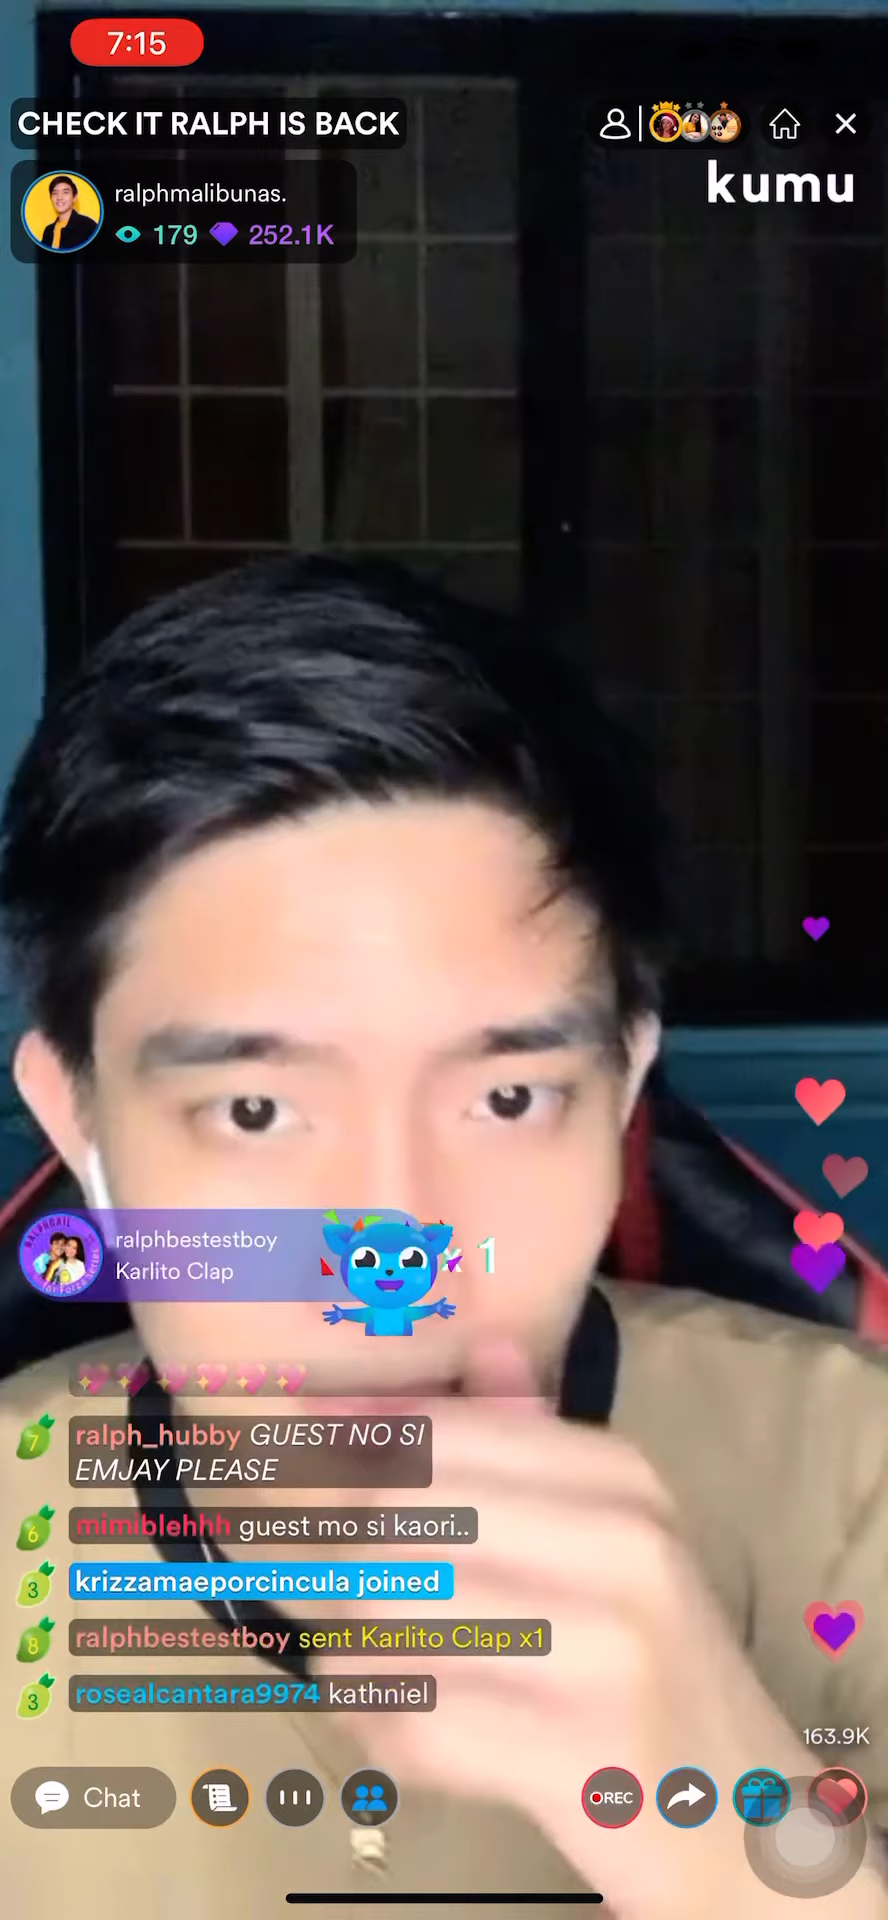 7:15
CHECK IT RALPH IS BACK
kumu
ralphmalibunas.
179 252.1K
ralphbestestboy
Karlito Clap
x 1
7 ralph_hubby GUEST NO SI
EMJAY PLEASE
6 mimiblehhh guest mo si kaori..
3 krizzamaeporcincula joined
8 ralphbestestboy sent Karlito Clap x1
3 rosealcantara9974 kathniel
163.9K
Chat
REC